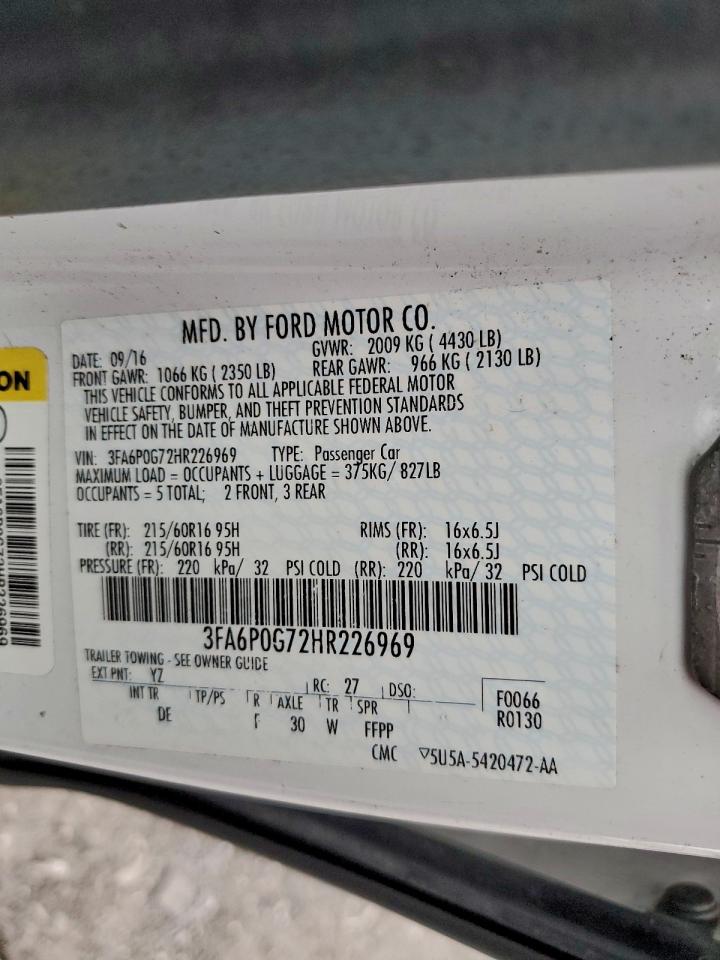 MFD. BY FORD MOTOR CO.
DATE: 09/16 GVWR: 2009 KG ( 4430 LB)
FRONT GAWR: 1066 KG ( 2350 LB) REAR GAWR: 966 KG ( 2130 LB)
THIS VEHICLE CONFORMS TO ALL APPLICABLE FEDERAL MOTOR
VEHICLE SAFETY, BUMPER, AND THEFT PREVENTION STANDARDS
IN EFFECT ON THE DATE OF MANUFACTURE SHOWN ABOVE.
VIN: 3FA6P0G72HR226969 TYPE: Passenger Car
MAXIMUM LOAD = OCCUPANTS + LUGGAGE = 375KG/ 827LB
OCCUPANTS = 5 TOTAL; 2 FRONT, 3 REAR
TIRE (FR): 215/60R16 95H RIMS (FR): 16x6.5J
(RR): 215/60R16 95H (RR): 16x6.5J
PRESSURE (FR): 220 kPa/ 32 PSI COLD (RR): 220 kPa/ 32 PSI COLD
3FA6P0G72HR226969
TRAILER TOWING - SEE OWNER GUIDE
EXT PNT: YZ RC: 27 DSO: F0066
INT TR TP/PS R AXLE TR SPR R0130
DE F 30 W FFPP
CMC ▽5U5A-5420472-AA
ON